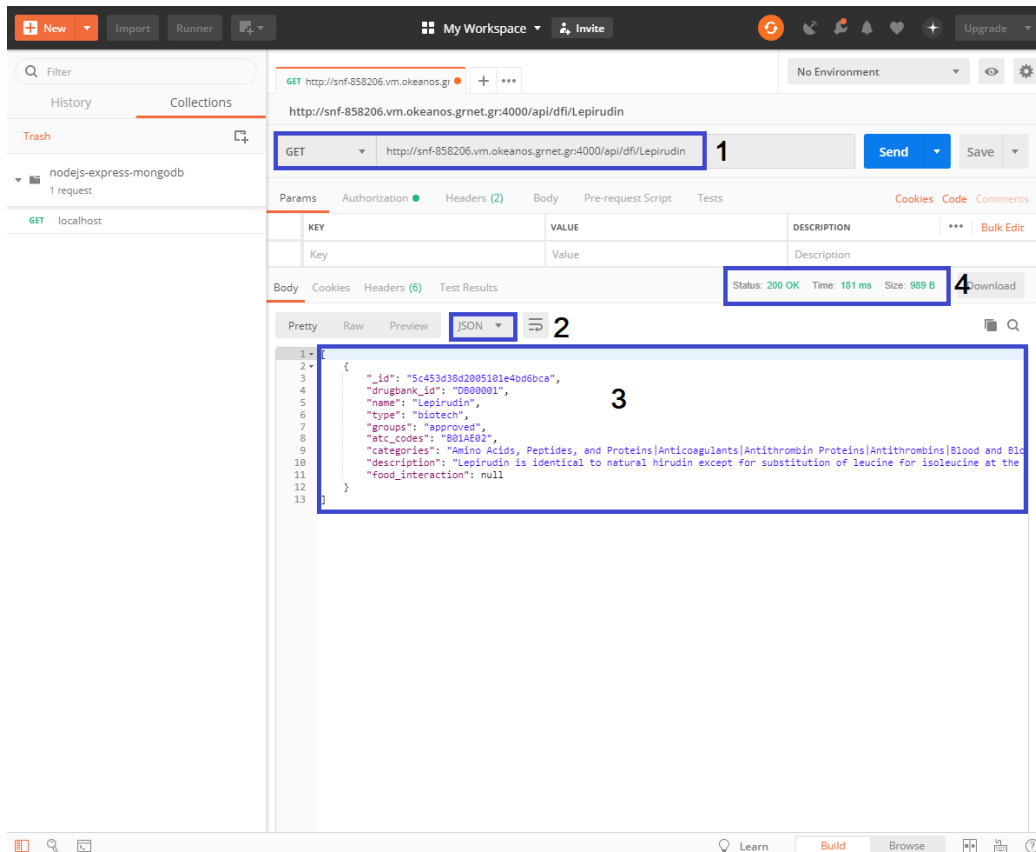 New Import Runner My Workspace Invite Upgrade
Filter
History Collections
Trash
nodejs-express-mongodb
1 request
GET localhost
GET http://snf-858206.vm.okeanos.gr
No Environment
http://snf-858206.vm.okeanos.grnet.gr:4000/api/dfi/Lepirudin
GET http://snf-858206.vm.okeanos.grnet.gr:4000/api/dfi/Lepirudin 1 Send Save
Params Authorization Headers (2) Body Pre-request Script Tests Cookies Code Comments
KEY VALUE DESCRIPTION Bulk Edit
Key Value Description
Body Cookies Headers (6) Test Results Status: 200 OK Time: 181 ms Size: 989 B 4 Download
Pretty Raw Preview JSON 2
3
1 [
2 {
3 "_id": "5c453d38d2005101e4bd6bca",
4 "drugbank_id": "DB00001",
5 "name": "Lepirudin",
6 "type": "biotech",
7 "groups": "approved",
8 "atc_codes": "B01AE02",
9 "categories": "Amino Acids, Peptides, and Proteins|Anticoagulants|Antithrombin Proteins|Antithrombins|Blood and Blo
10 "description": "Lepirudin is identical to natural hirudin except for substitution of leucine for isoleucine at the
11 "food_interaction": null
12 }
13 ]
Learn Build Browse